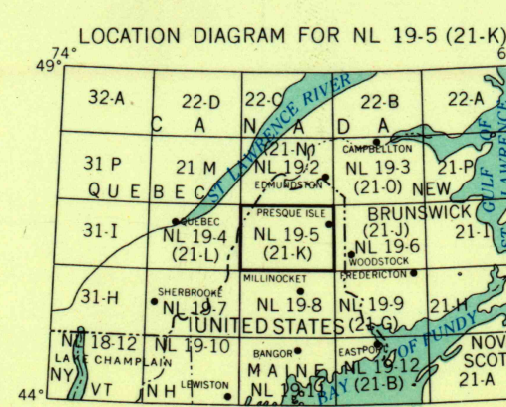 LOCATION DIAGRAM FOR NL 19-5 (21-K)
74°
49°
32-A 22-D 22-C 22-B 22-A
CANADA
ST LAWRENCE RIVER
GULF OF ST LAWRENCE
31 P 21 M (21-N) NL 19-2 EDMUNDSTON CAMPBELLTON NL 19-3 (21-O) 21-P
QUEBEC NEW BRUNSWICK
31-I QUEBEC NL 19-4 (21-L) PRESQUE ISLE NL 19-5 (21-K) (21-J) NL 19-6 WOODSTOCK 21-I
31-H SHERBROOKE NL 19-7 MILLINOCKET NL 19-8 FREDERICTON NL 19-9 (21-G) 21-H
UNITED STATES
BAY OF FUNDY
NL 18-12 LAKE CHAMPLAIN NL 19-10 BANGOR EASTPORT NL 19-12 (21-B) 21-A
MAINE
NY VT NH LEWISTON
44°